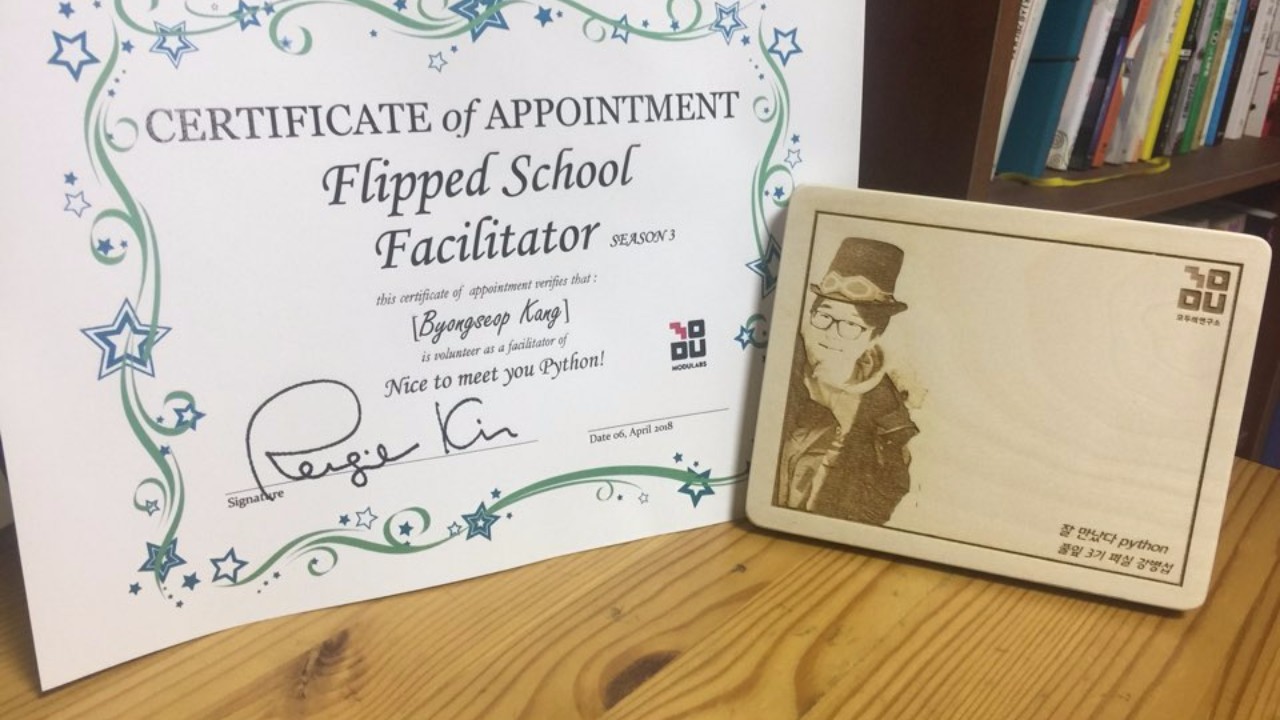 CERTIFICATE of APPOINTMENT
Flipped School
Facilitator SEASON 3
this certificate of appointment verifies that :
[Byongseop Kang]
is volunteer as a facilitator of
Nice to meet you Python!
MODULABS
Signature
Date 06, April 2018
모두의연구소
잘 만났다 python
풀잎 3기 퍼실 강병섭